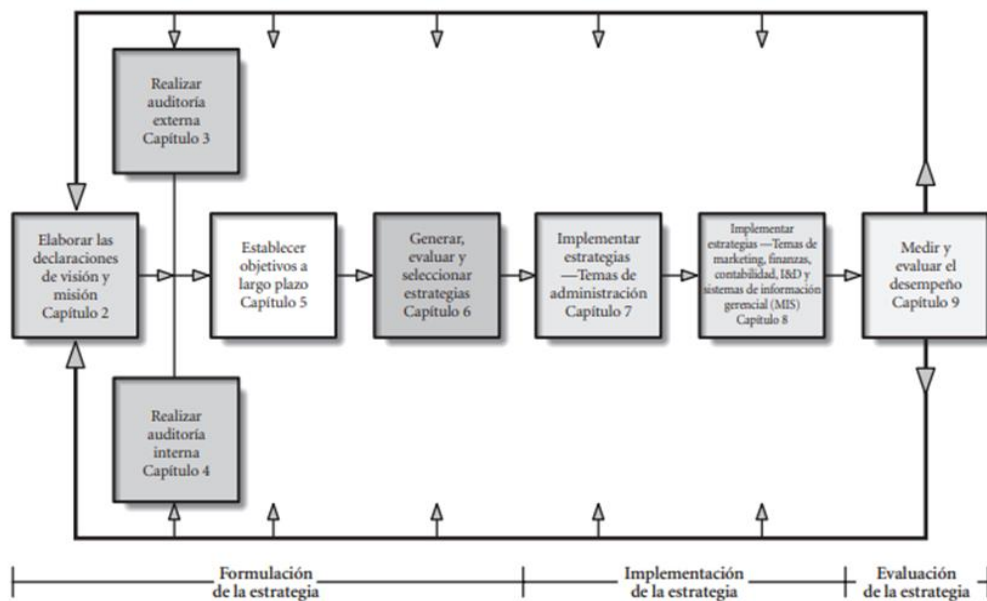 Realizar
auditoría
externa
Capítulo 3
Elaborar las
declaraciones
de visión y
misión
Capítulo 2
Establecer
objetivos a
largo plazo
Capítulo 5
Generar,
evaluar y
seleccionar
estrategias
Capítulo 6
Implementar
estrategias
—Temas de
administración
Capítulo 7
Implementar
estrategias —Temas de
marketing, finanzas,
contabilidad, I&D y
sistemas de información
gerencial (MIS)
Capítulo 8
Medir y
evaluar el
desempeño
Capítulo 9
Realizar
auditoría
interna
Capítulo 4
Formulación
de la estrategia
Implementación
de la estrategia
Evaluación
de la estrategia